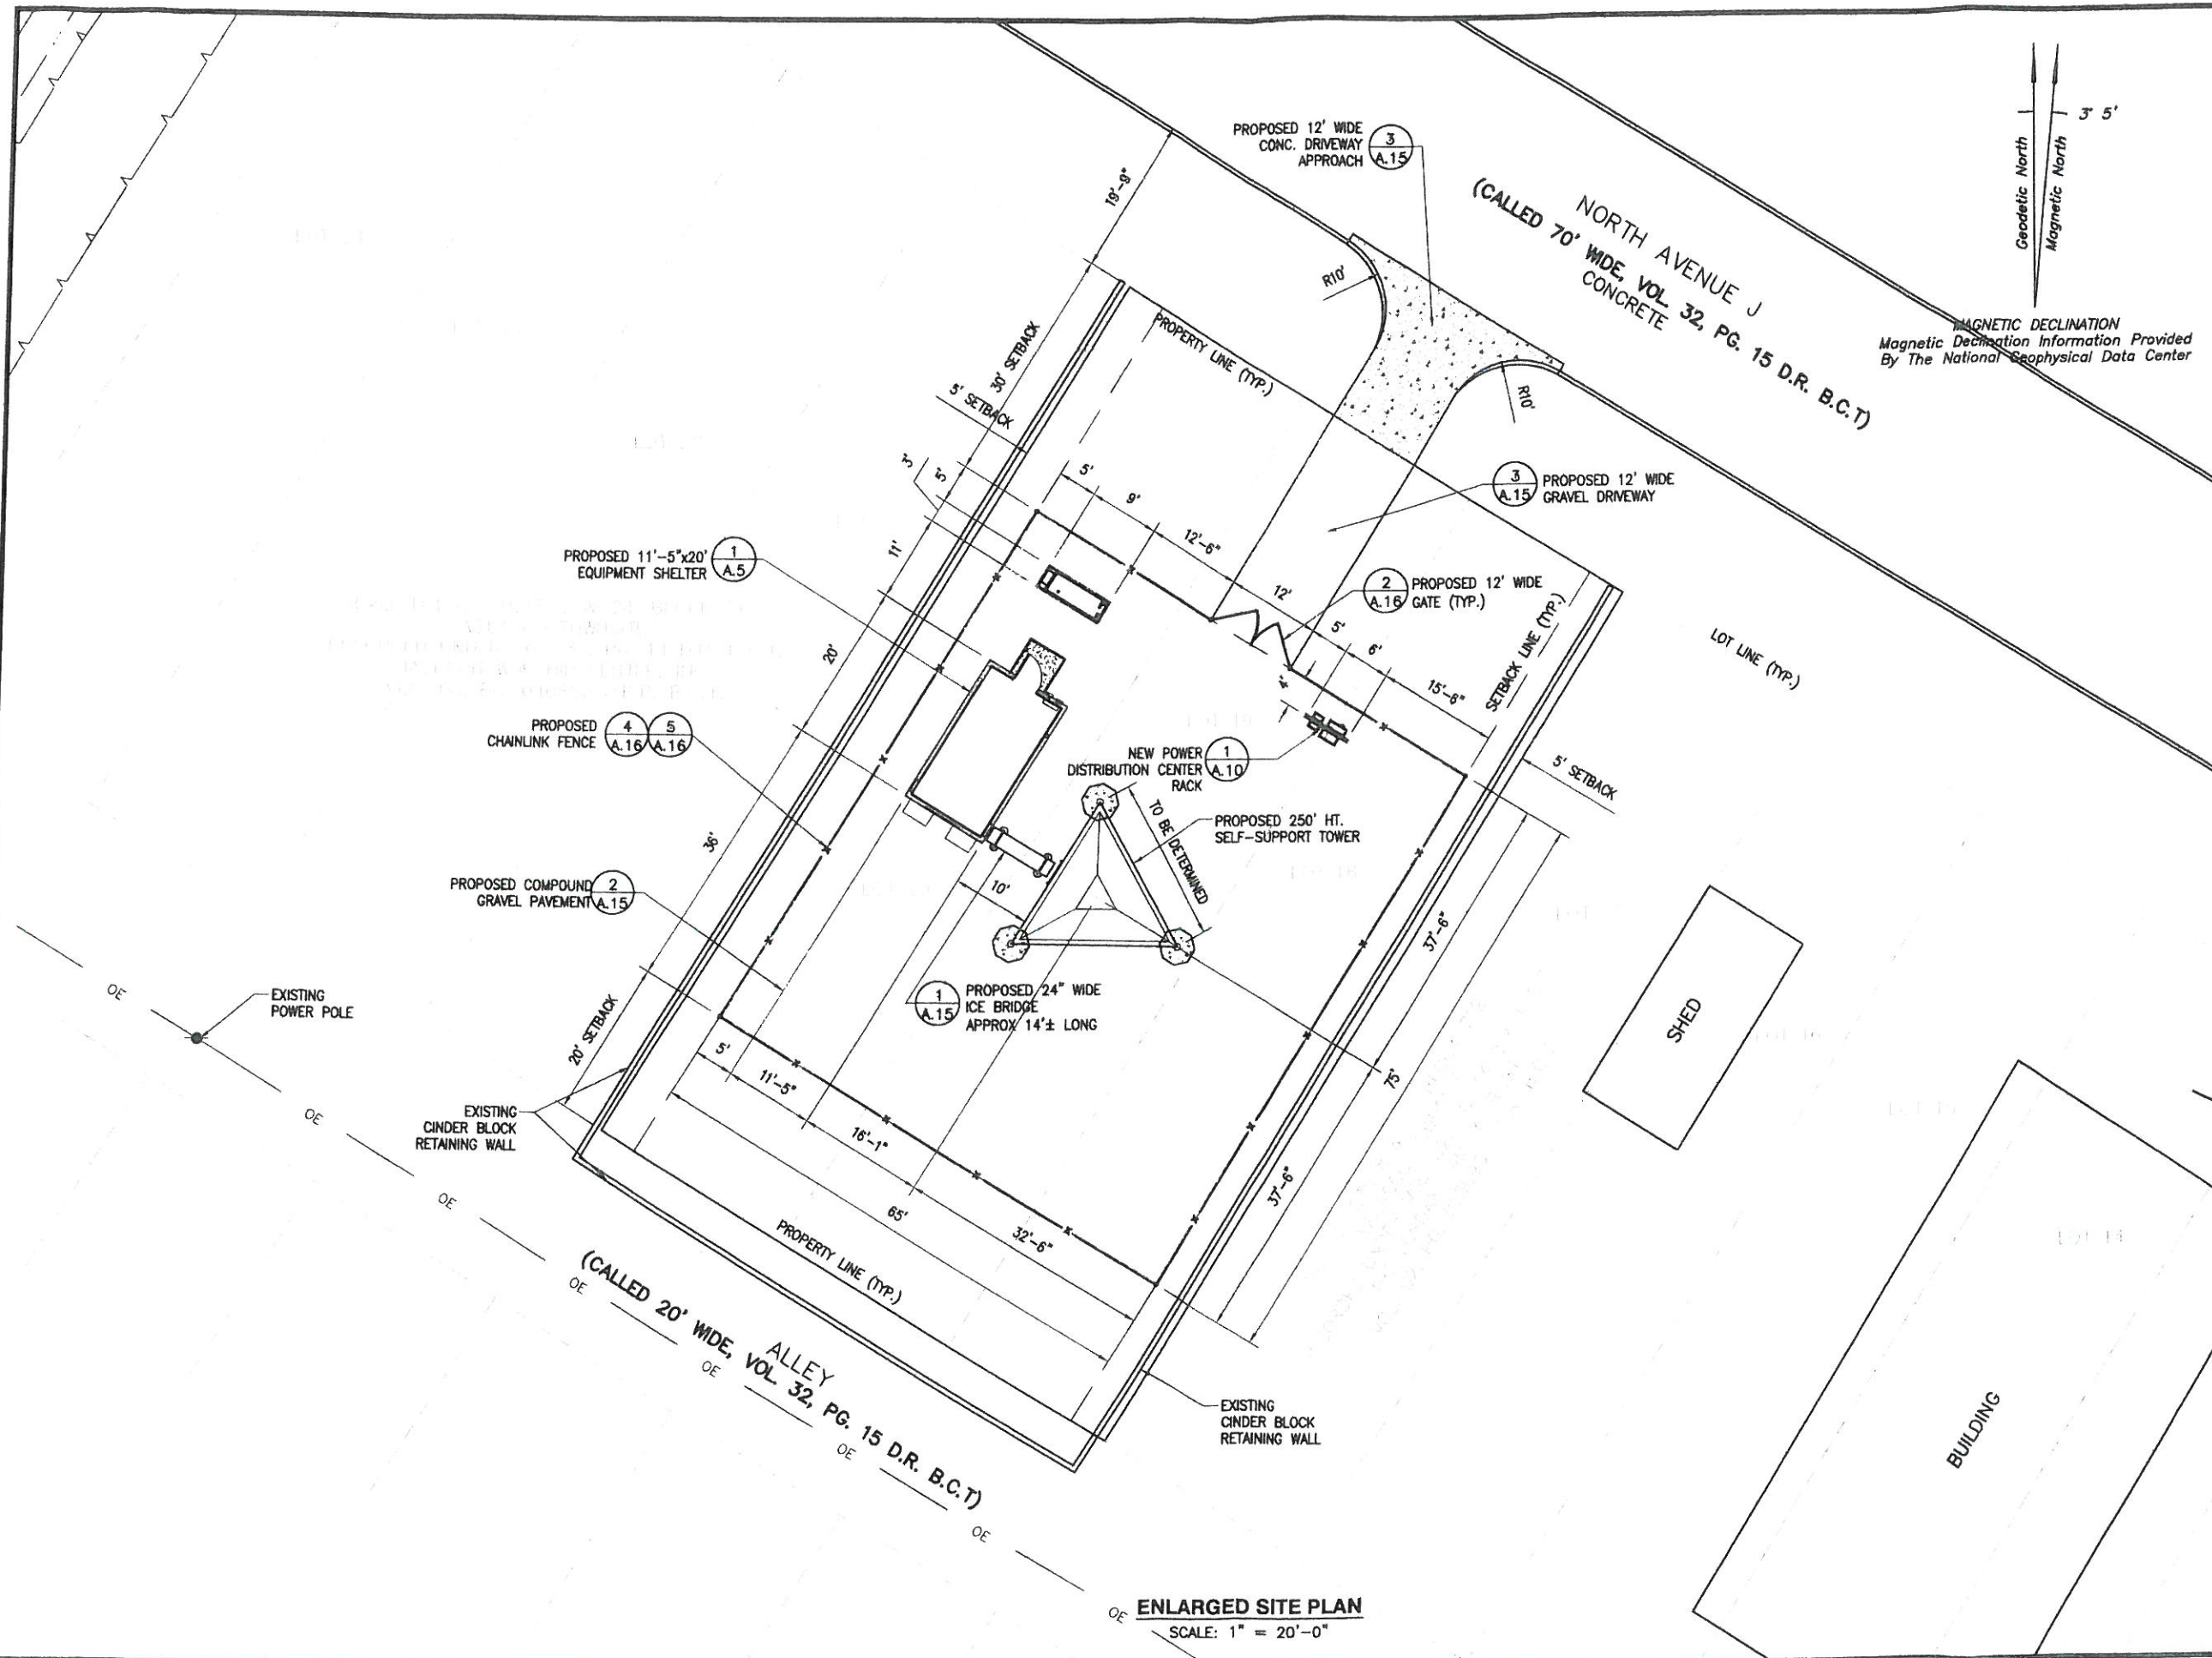 3° 5'
Geodetic North
Magnetic North
MAGNETIC DECLINATION
Magnetic Declination Information Provided
By The National Geophysical Data Center
PROPOSED 12' WIDE
CONC. DRIVEWAY
APPROACH
3
A.15
NORTH AVENUE J
(CALLED 70' WIDE, VOL. 32, PG. 15 D.R. B.C.T)
CONCRETE
19'-9"
R10'
R10'
PROPERTY LINE (TYP.)
30' SETBACK
5' SETBACK
3'
5'
11'
20'
36'
20' SETBACK
5'
9'
12'-6"
12'
5'
6'
15'-6"
4'
3
A.15
PROPOSED 12' WIDE
GRAVEL DRIVEWAY
PROPOSED 11'-5"x20'
EQUIPMENT SHELTER
1
A.5
2
A.16
PROPOSED 12' WIDE
GATE (TYP.)
SETBACK LINE (TYP.)
LOT LINE (TYP.)
PROPOSED
CHAINLINK FENCE
4
A.16
5
A.16
NEW POWER
DISTRIBUTION CENTER
RACK
1
A.10
5' SETBACK
TO BE DETERMINED
PROPOSED 250' HT.
SELF-SUPPORT TOWER
PROPOSED COMPOUND
GRAVEL PAVEMENT
2
A.15
10'
37'-6"
75'
37'-6"
1
A.15
PROPOSED 24" WIDE
ICE BRIDGE
APPROX 14'± LONG
SHED
OE
EXISTING
POWER POLE
OE
EXISTING
CINDER BLOCK
RETAINING WALL
5'
11'-5"
16'-1"
65'
32'-6"
PROPERTY LINE (TYP.)
OE
ALLEY
(CALLED 20' WIDE, VOL. 32, PG. 15 D.R. B.C.T)
OE
OE
OE
OE
OE
EXISTING
CINDER BLOCK
RETAINING WALL
BUILDING
ENLARGED SITE PLAN
SCALE: 1" = 20'-0"